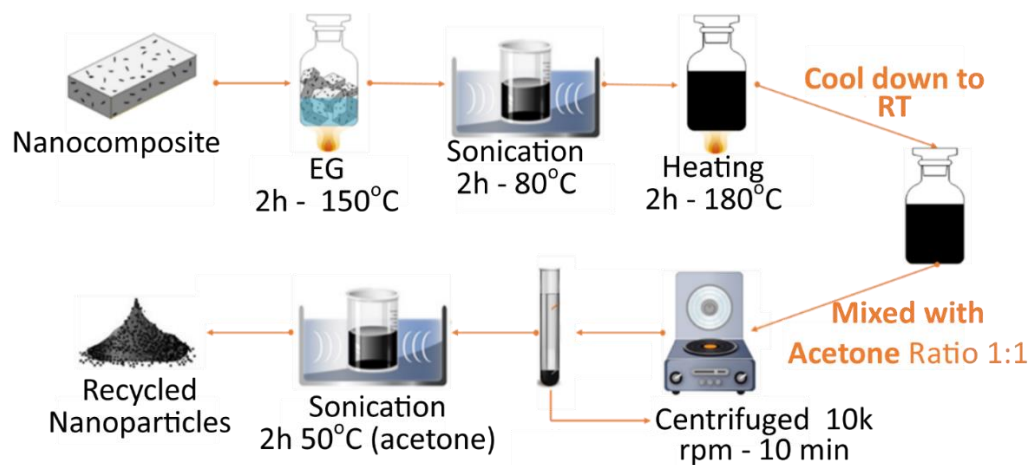 Nanocomposite
EG
2h - 150°C
Sonication
2h - 80°C
Heating
2h - 180°C
Cool down to
RT
Mixed with
Acetone Ratio 1:1
Centrifuged 10k
rpm - 10 min
Sonication
2h 50°C (acetone)
Recycled
Nanoparticles